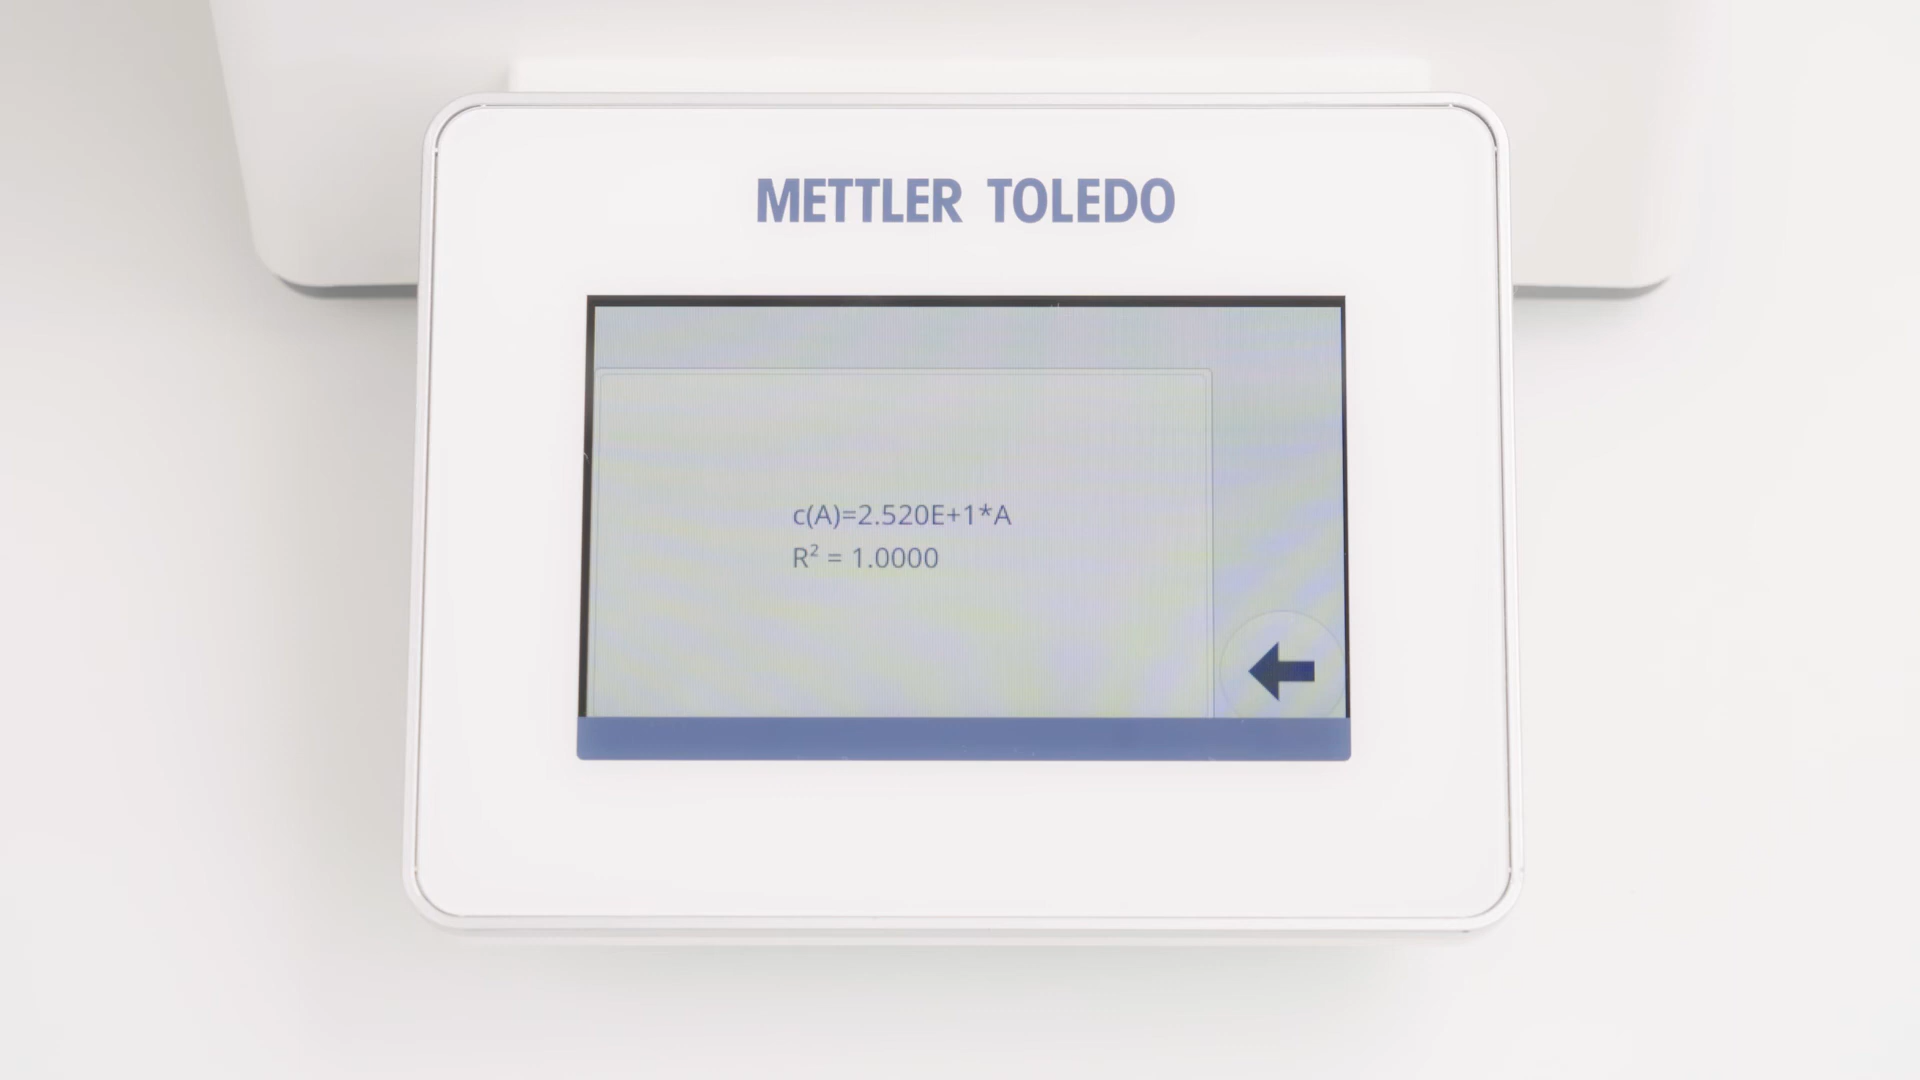 METTLER TOLEDO
c(A)=2.520E+1*A
R² = 1.0000